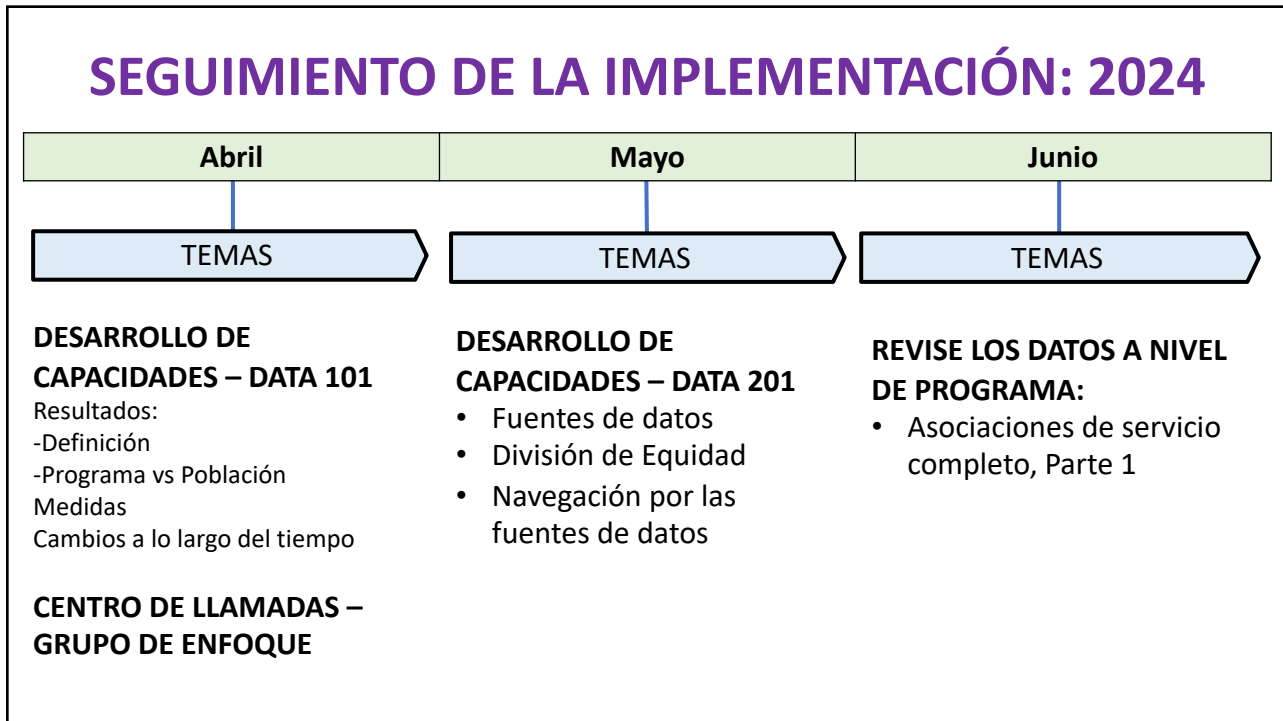 SEGUIMIENTO DE LA IMPLEMENTACIÓN: 2024
Abril
Mayo
Junio
TEMAS
TEMAS
TEMAS
DESARROLLO DE
CAPACIDADES – DATA 101
Resultados:
-Definición
-Programa vs Población
Medidas
Cambios a lo largo del tiempo
CENTRO DE LLAMADAS –
GRUPO DE ENFOQUE
DESARROLLO DE
CAPACIDADES – DATA 201
• Fuentes de datos
• División de Equidad
• Navegación por las
fuentes de datos
REVISE LOS DATOS A NIVEL
DE PROGRAMA:
• Asociaciones de servicio
completo, Parte 1